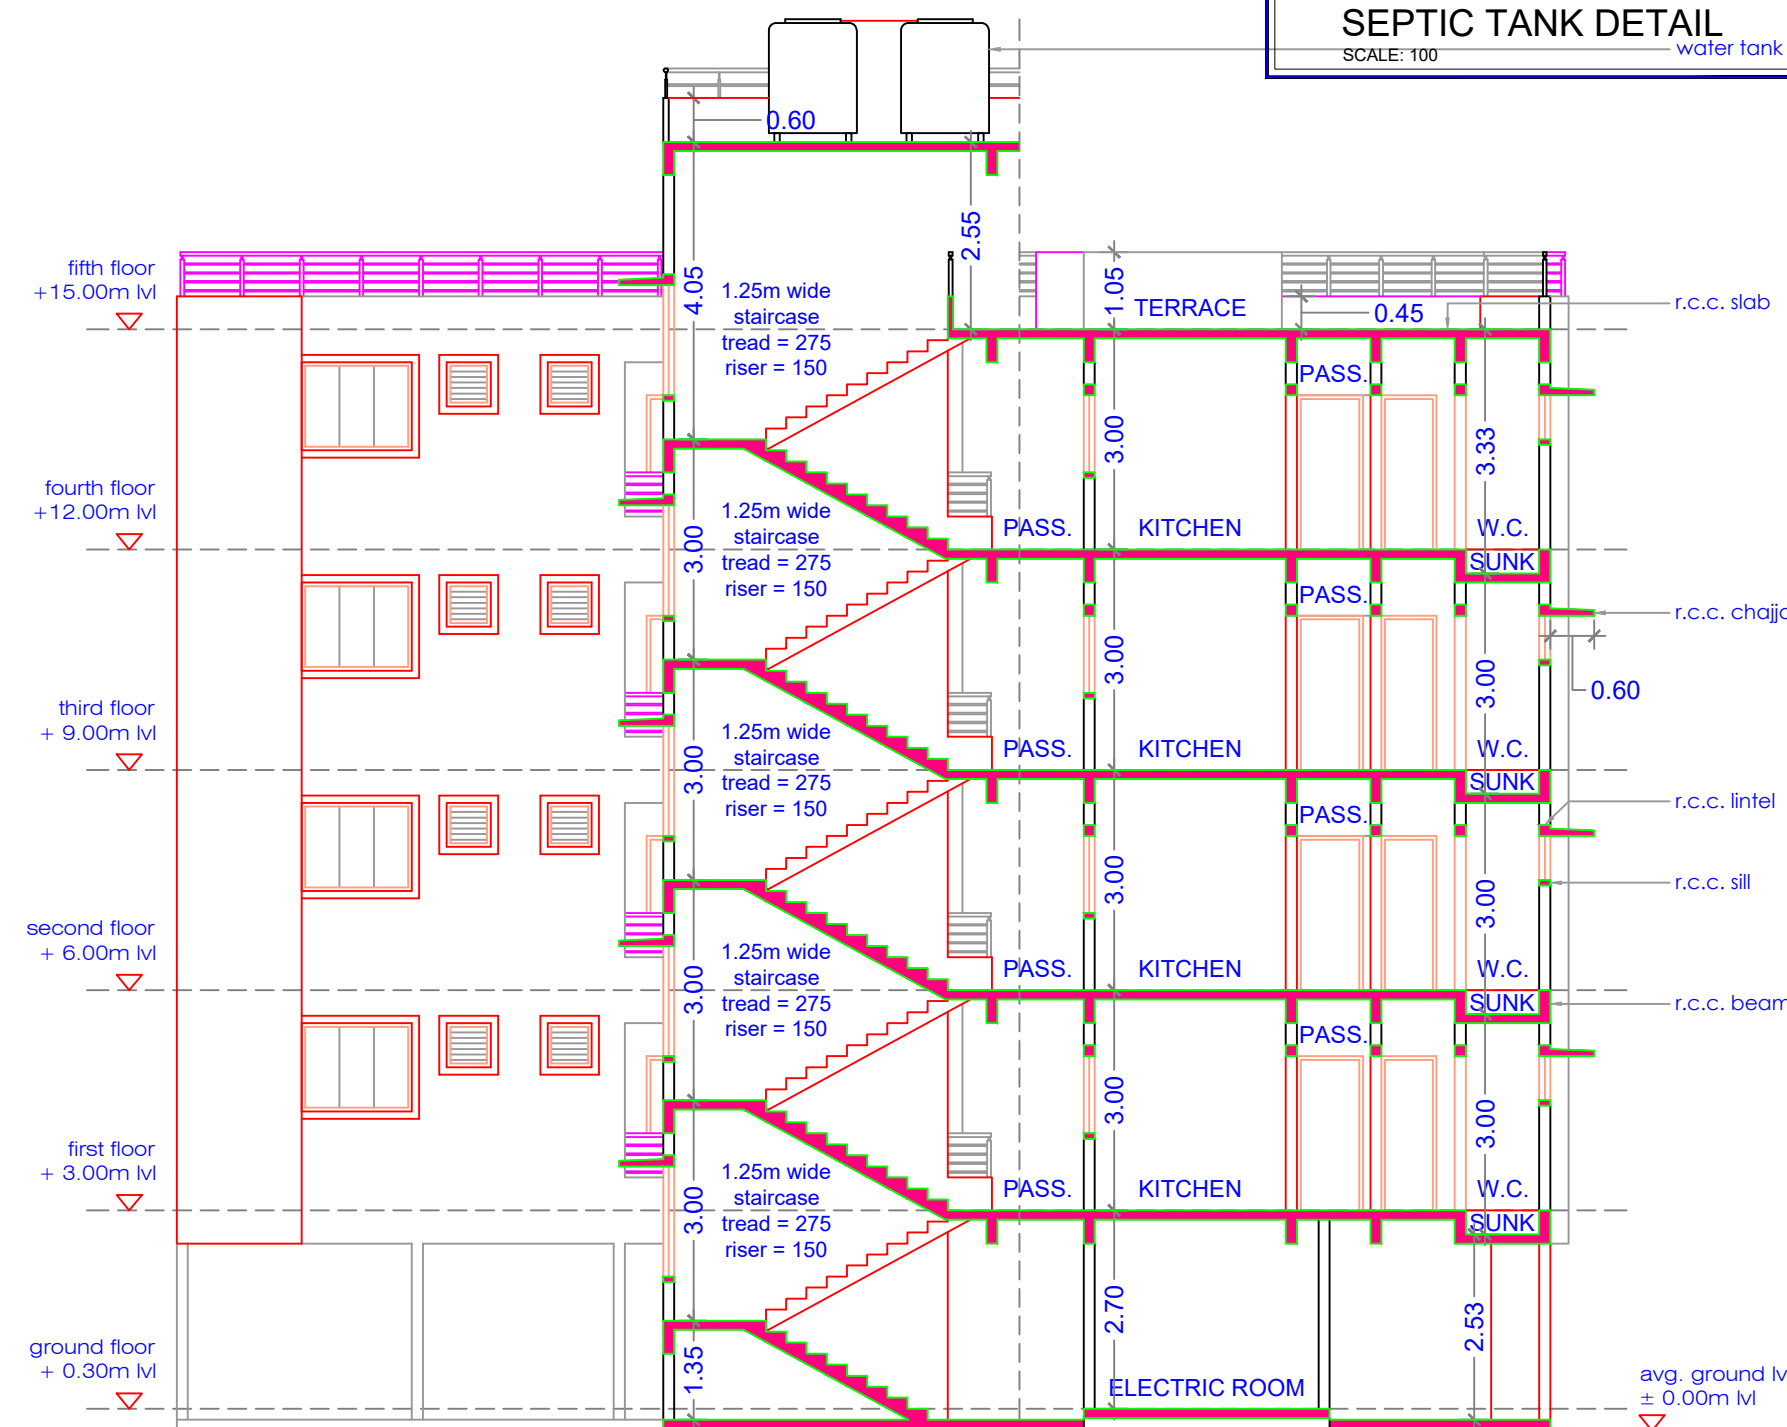 SEPTIC TANK DETAIL
SCALE: 100
water tank
0.60
2.55
fifth floor
+15.00m lvl
4.05
1.25m wide
staircase
tread = 275
riser = 150
1.05
TERRACE
0.45
r.c.c. slab
PASS.
3.00
3.33
fourth floor
+12.00m lvl
3.00
1.25m wide
staircase
tread = 275
riser = 150
PASS.
KITCHEN
W.C.
SUNK
PASS.
r.c.c. chajja
3.00
3.00
0.60
third floor
+ 9.00m lvl
3.00
1.25m wide
staircase
tread = 275
riser = 150
PASS.
KITCHEN
W.C.
SUNK
PASS.
r.c.c. lintel
3.00
3.00
r.c.c. sill
second floor
+ 6.00m lvl
3.00
1.25m wide
staircase
tread = 275
riser = 150
PASS.
KITCHEN
W.C.
SUNK
r.c.c. beam
PASS.
3.00
3.00
first floor
+ 3.00m lvl
3.00
1.25m wide
staircase
tread = 275
riser = 150
PASS.
KITCHEN
W.C.
SUNK
2.70
2.53
ground floor
+ 0.30m lvl
1.35
ELECTRIC ROOM
avg. ground lv
± 0.00m lvl